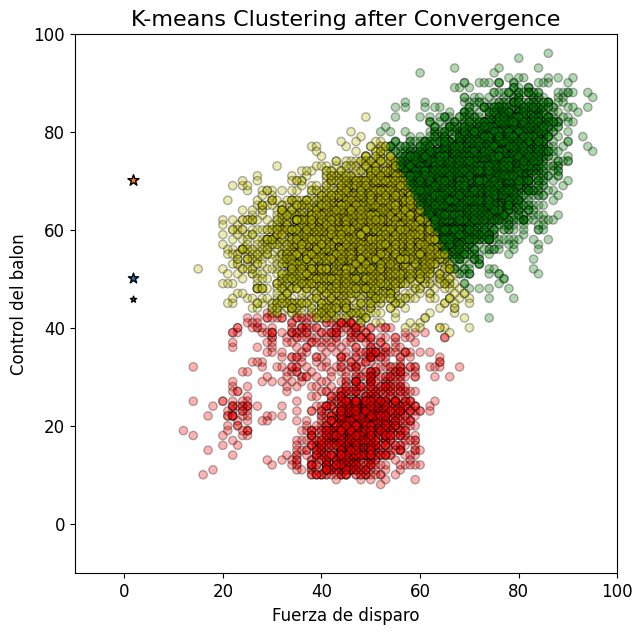 K-means Clustering after Convergence
100
80
60
40
20
0
Control del balon
0 20 40 60 80 100
Fuerza de disparo